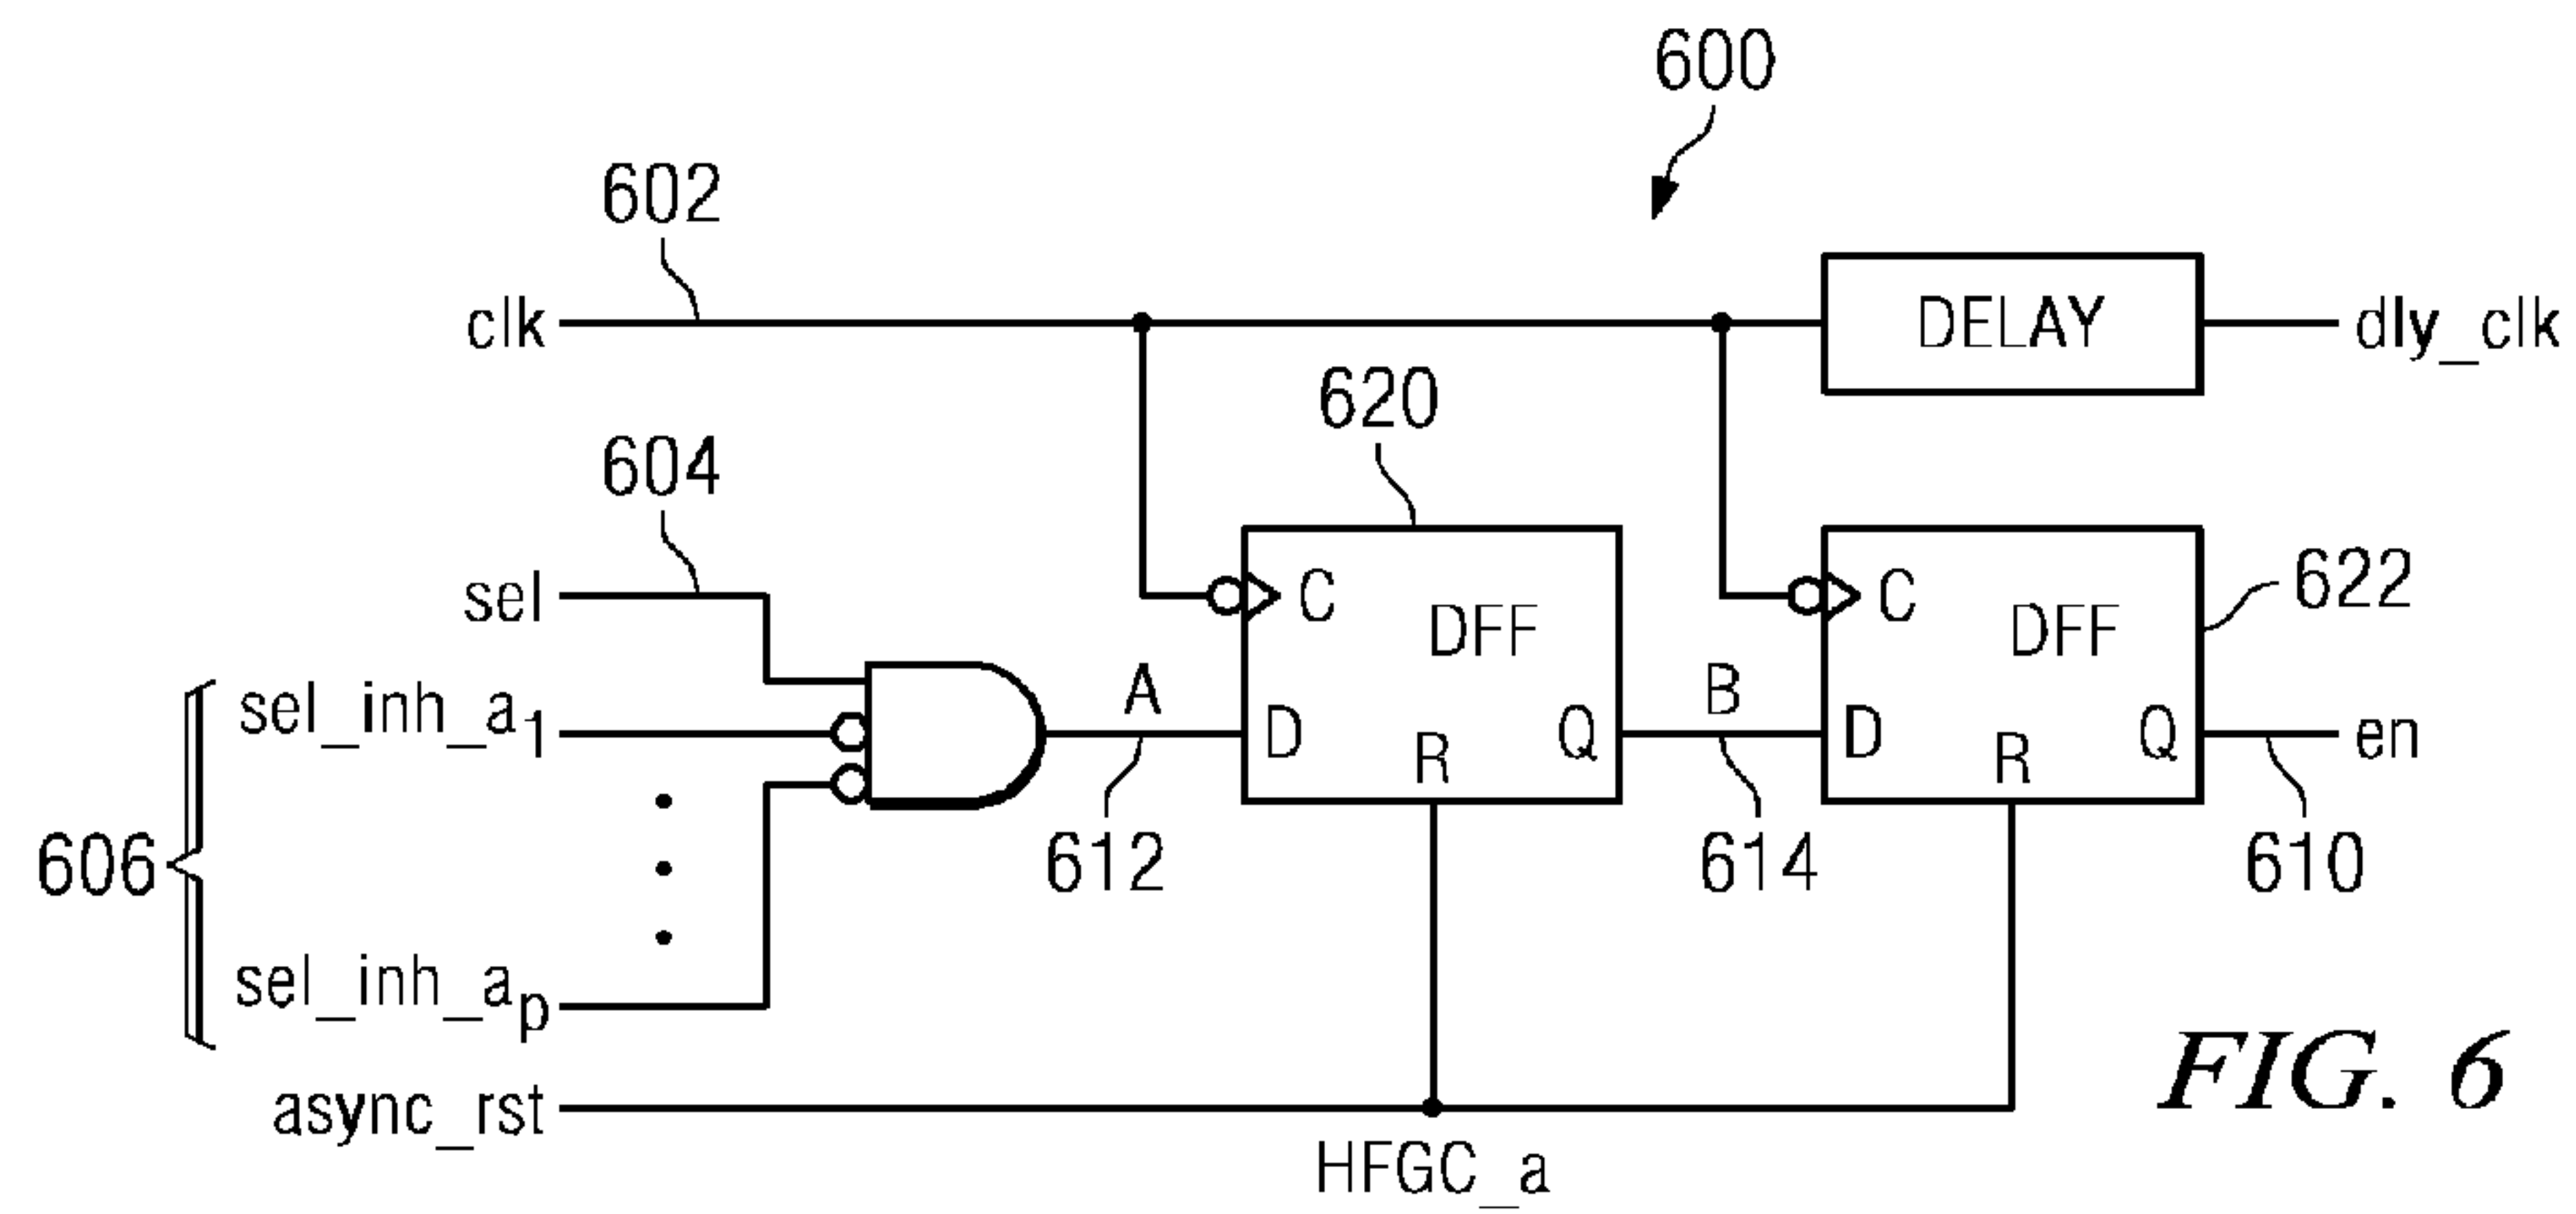 600
602
clk
DELAY
dly_clk
620
604
sel
C
DFF
C
DFF
622
sel_inh_a1
A
D
R
Q
B
D
R
Q
en
606
612
614
610
sel_inh_ap
async_rst
HFGC_a
FIG. 6